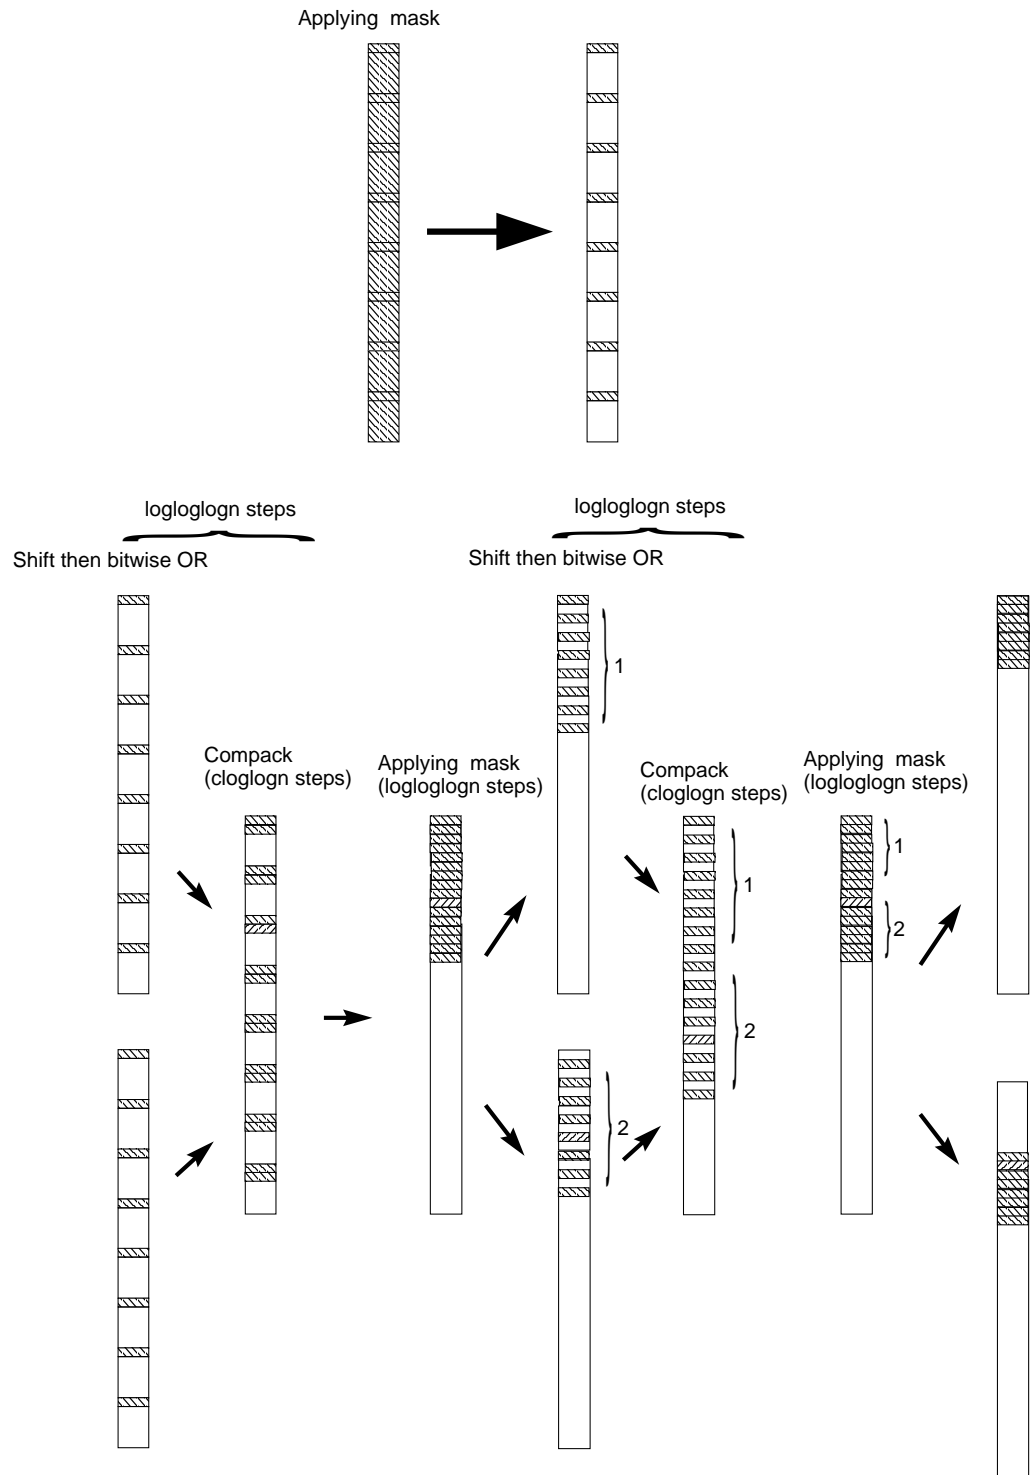 Applying mask
logloglogn steps
Shift then bitwise OR
logloglogn steps
Shift then bitwise OR
1
Compack
(cloglogn steps)
Applying mask
(logloglogn steps)
Compack
(cloglogn steps)
1
Applying mask
(logloglogn steps)
1
2
2
2